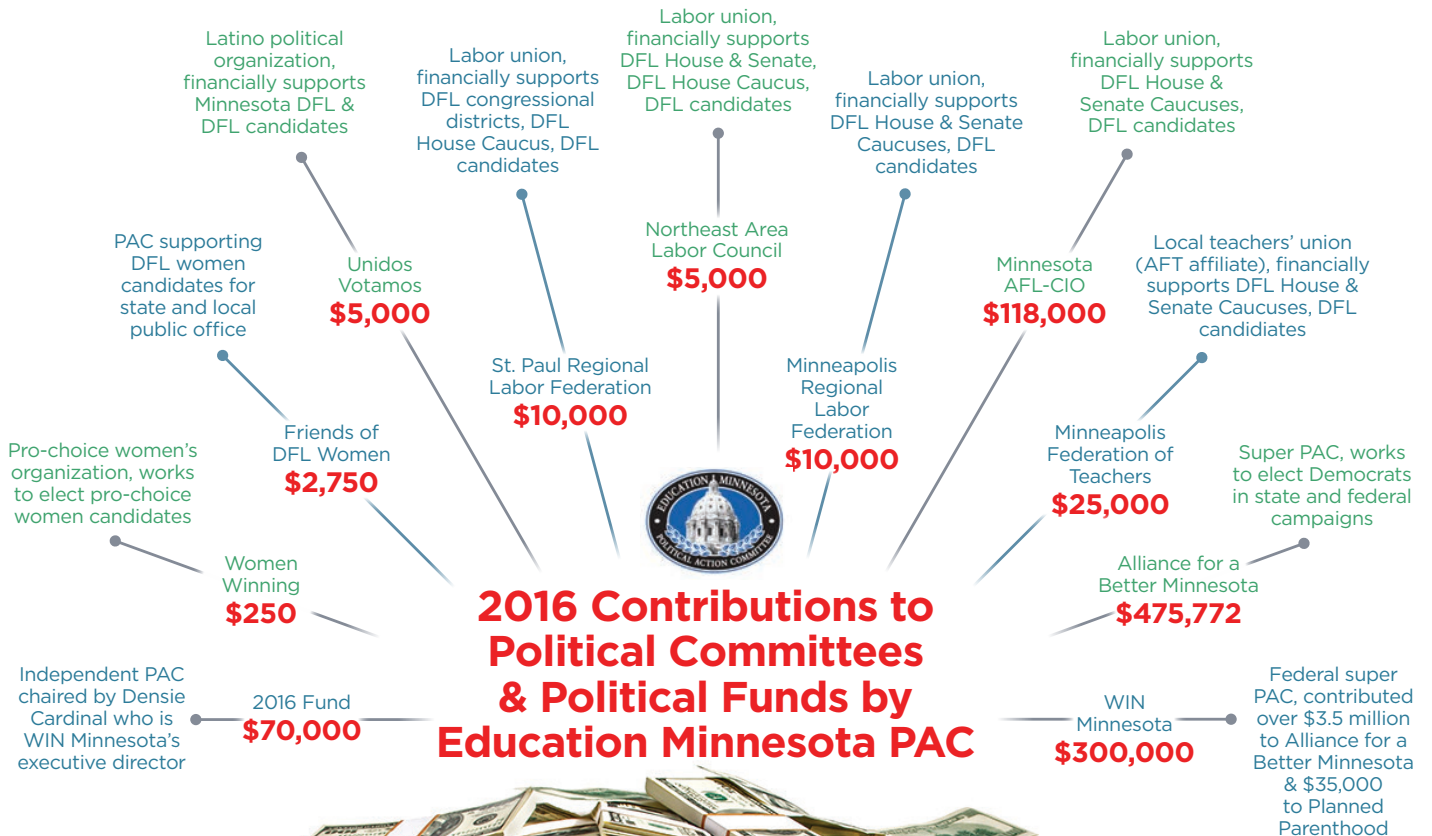 Latino political
organization,
financially supports
Minnesota DFL &
DFL candidates
Labor union,
financially supports
DFL congressional
districts, DFL
House Caucus, DFL
candidates
Labor union,
financially supports
DFL House & Senate,
DFL House Caucus,
DFL candidates
Labor union,
financially supports
DFL House & Senate
Caucuses, DFL
candidates
Labor union,
financially supports
DFL House &
Senate Caucuses,
DFL candidates
PAC supporting
DFL women
candidates for
state and local
public office
Unidos
Votamos
$5,000
Northeast Area
Labor Council
$5,000
Minnesota
AFL-CIO
$118,000
Local teachers' union
(AFT affiliate), financially
supports DFL House &
Senate Caucuses, DFL
candidiates
St. Paul Regional
Labor Federation
$10,000
Minneapolis
Regional
Labor
Federation
$10,000
Pro-choice women's
organization, works
to elect pro-choice
women candidates
Friends of
DFL Women
$2,750
Minneapolis
Federation of
Teachers
$25,000
Super PAC, works
to elect Democrats
in state and federal
campaigns
EDUCATION MINNESOTA
POLITICAL ACTION COMMITTEE
Women
Winning
$250
Alliance for a
Better Minnesota
$475,772
2016 Contributions to
Political Committees
& Political Funds by
Education Minnesota PAC
Independent PAC
chaired by Densie
Cardinal who is
WIN Minnesota's
executive director
2016 Fund
$70,000
WIN
Minnesota
$300,000
Federal super
PAC, contributed
over $3.5 million
to Alliance for a
Better Minnesota
& $35,000
to Planned
Parenthood